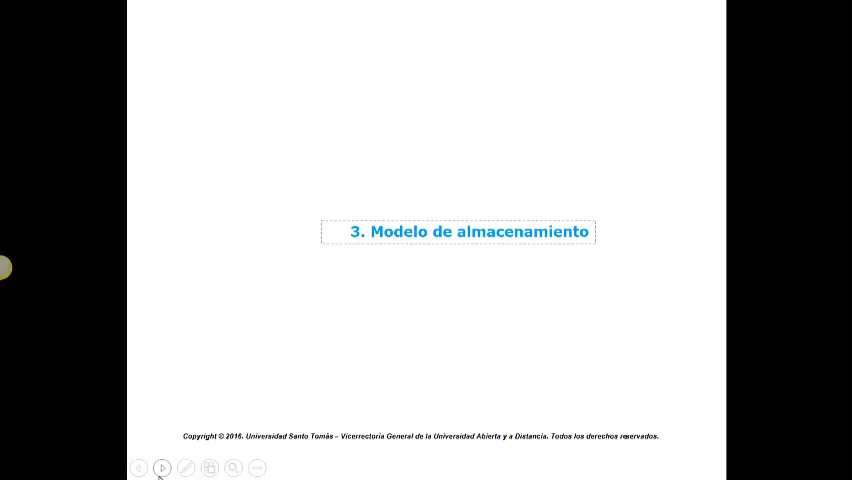 3. Modelo de almacenamiento
Copyright © 2016. Universidad Santo Tomás – Vicerrectoría General de la Universidad Abierta y a Distancia. Todos los derechos reservados.